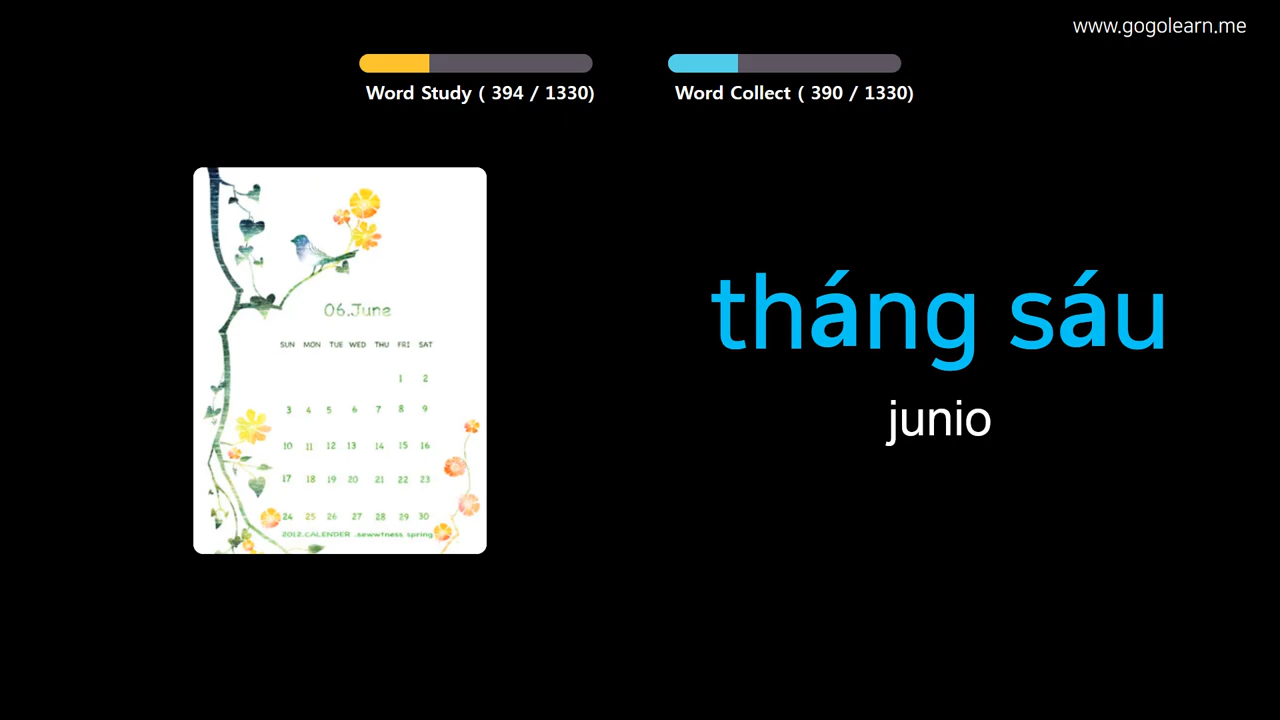 www.gogolearn.me
Word Study ( 394 / 1330)
Word Collect ( 390 / 1330)
06.June
SUN MON TUE WED THU FRI SAT
1 2
3 4 5 6 7 8 9
10 11 12 13 14 15 16
17 18 19 20 21 22 23
24 25 26 27 28 29 30
2012.CALENDER .sewwtness spring
tháng sáu
junio